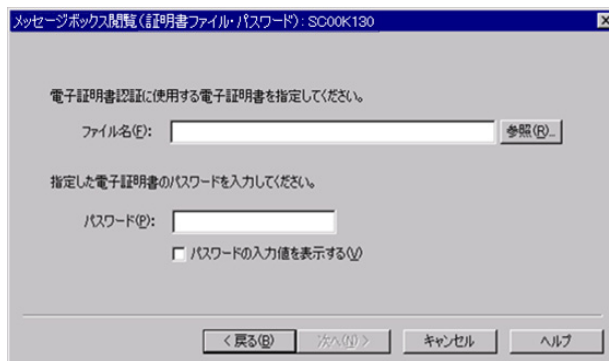 メッセージボックス閲覧(証明書ファイル・パスワード): SC00K130
電子証明書認証に使用する電子証明書を指定してください。
ファイル名(F): 参照(R)...
指定した電子証明書のパスワードを入力してください。
パスワード(P):
パスワードの入力値を表示する(V)
< 戻る(B) 次へ(N) > キャンセル ヘルプ